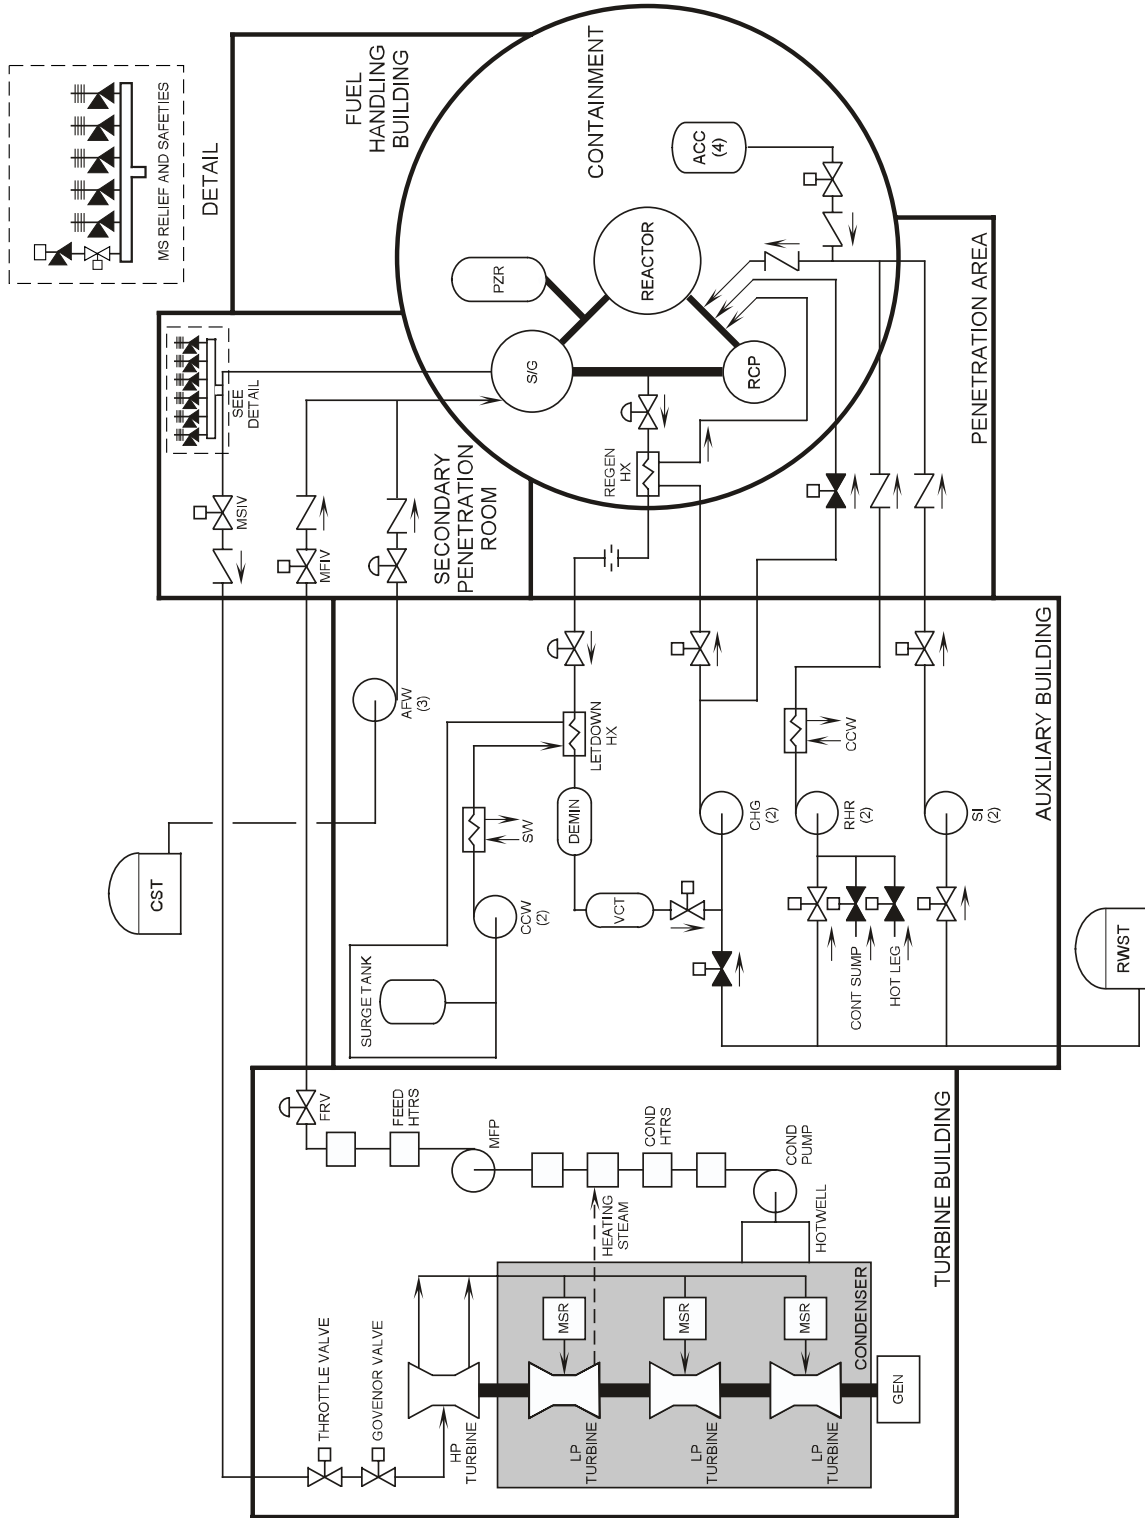 MS RELIEF AND SAFETIES
DETAIL
FUEL
HANDLING
BUILDING
CONTAINMENT
ACC
(4)
REACTOR
PZR
S/G
RCP
REGEN
HX
PENETRATION AREA
SEE
DETAIL
MSIV
MFIV
SECONDARY
PENETRATION
ROOM
AUXILIARY BUILDING
AFW
(3)
LETDOWN
HX
CCW
SW
DEMIN
CHG
(2)
RHR
(2)
SI
(2)
CST
CCW
(2)
VCT
SURGE TANK
CONT SUMP
HOT LEG
RWST
FRV
FEED
HTRS
MFP
COND
HTRS
COND
PUMP
HEATING
STEAM
HOTWELL
TURBINE BUILDING
THROTTLE VALVE
GOVENOR VALVE
MSR
MSR
MSR
CONDENSER
GEN
HP
TURBINE
LP
TURBINE
LP
TURBINE
LP
TURBINE